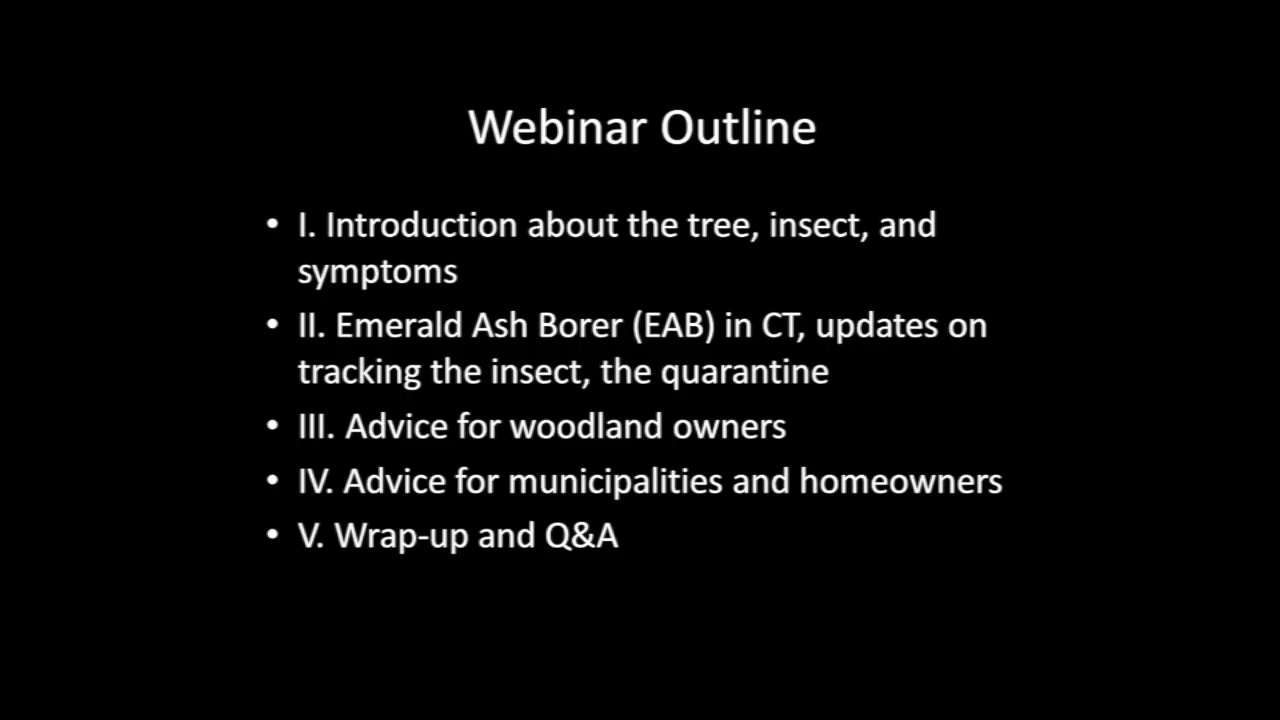 Webinar Outline
• I. Introduction about the tree, insect, and
symptoms
• II. Emerald Ash Borer (EAB) in CT, updates on
tracking the insect, the quarantine
• III. Advice for woodland owners
• IV. Advice for municipalities and homeowners
• V. Wrap-up and Q&A